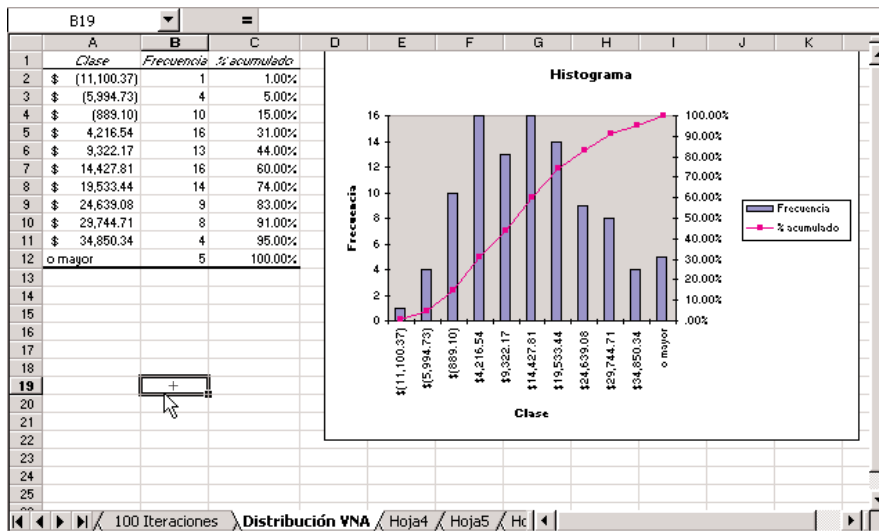 B19 =
A B C D E F G H I J K
1 Clase Frecuencia % acumulado
2 $ (11,100.37) 1 1.00%
3 $ (5,994.73) 4 5.00%
4 $ (889.10) 10 15.00%
5 $ 4,216.54 16 31.00%
6 $ 9,322.17 13 44.00%
7 $ 14,427.81 16 60.00%
8 $ 19,533.44 14 74.00%
9 $ 24,639.08 9 83.00%
10 $ 29,744.71 8 91.00%
11 $ 34,850.34 4 95.00%
12 o mayor 5 100.00%
13
14
15
16
17
18
19
20
21
22
23
24
25
Histograma
Frecuencia
16
14
12
10
8
6
4
2
0
100.00%
90.00%
80.00%
70.00%
60.00%
50.00%
40.00%
30.00%
20.00%
10.00%
.00%
$(11,100.37)
$(5,994.73)
$(889.10)
$4,216.54
$9,322.17
$14,427.81
$19,533.44
$24,639.08
$29,744.71
$34,850.34
o mayor
Clase
Frecuencia
% acumulado
100 Iteraciones Distribución VNA Hoja4 Hoja5